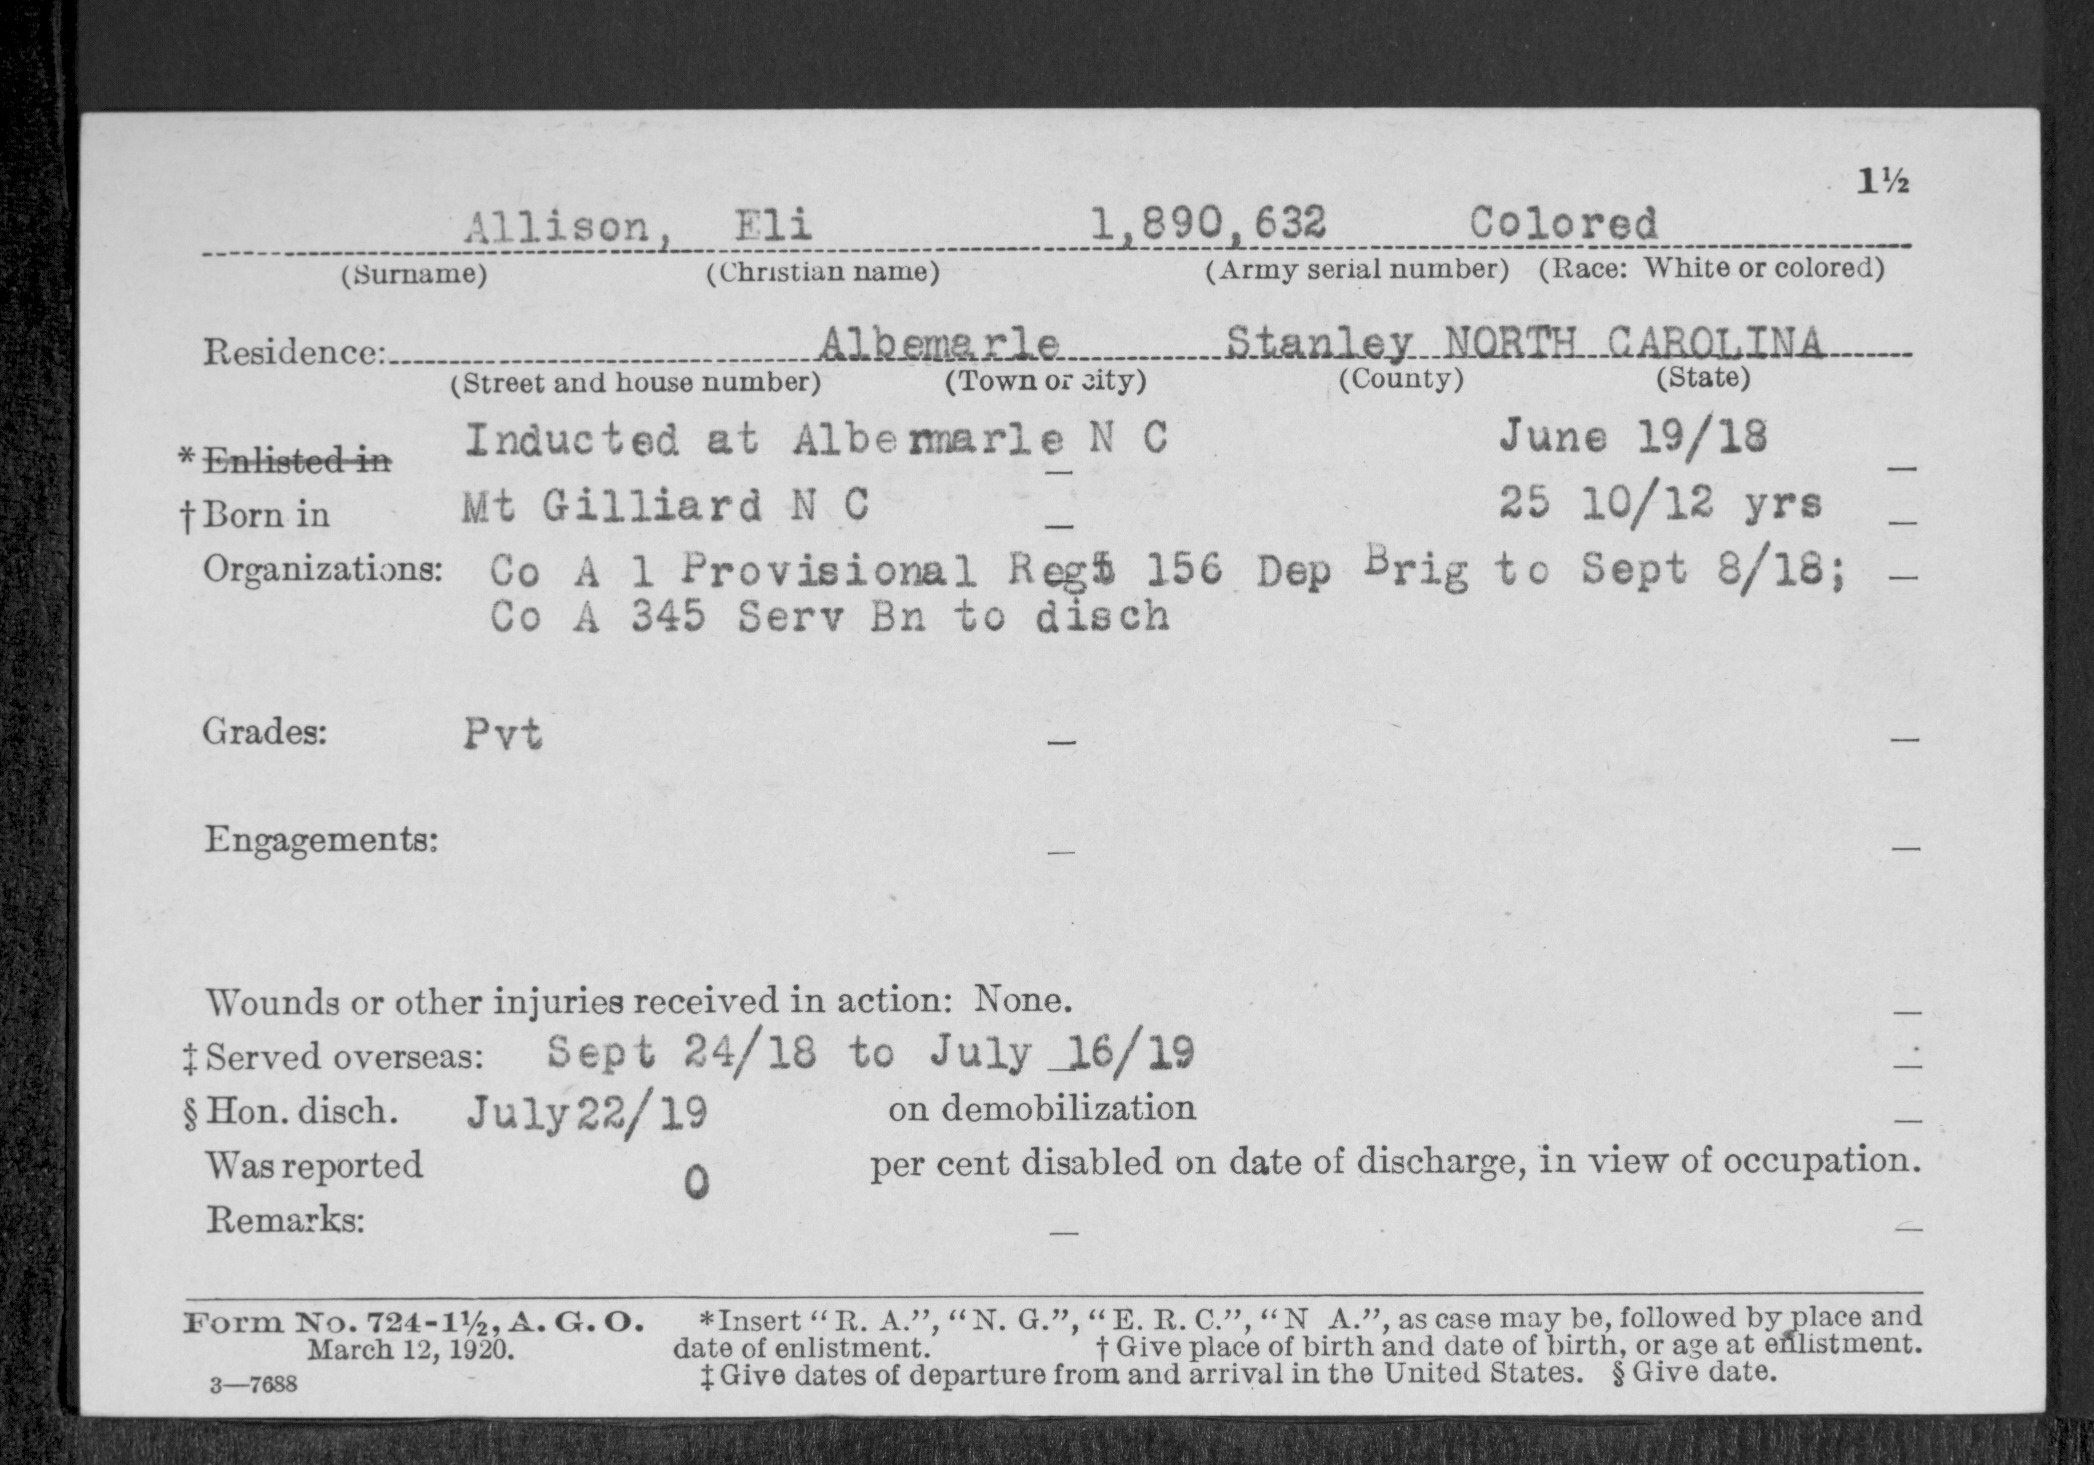 1½
Allison, Eli 1,890,632 Colored
(Surname) (Christian name) (Army serial number) (Race: White or colored)
Residence: Albemarle Stanley NORTH CAROLINA
(Street and house number) (Town or city) (County) (State)
*Enlisted in Inducted at Albermarle N C June 19/18
†Born in Mt Gilliard N C 25 10/12 yrs
Organizations: Co A 1 Provisional Regt 156 Dep Brig to Sept 8/18;
Co A 345 Serv Bn to disch
Grades: Pvt
Engagements:
Wounds or other injuries received in action: None.
‡Served overseas: Sept 24/18 to July 16/19
§Hon. disch. July 22/19 on demobilization
Was reported 0 per cent disabled on date of discharge, in view of occupation.
Remarks:
Form No. 724-1½, A. G. O. *Insert "R. A.", "N. G.", "E. R. C.", "N A.", as case may be, followed by place and
March 12, 1920. date of enlistment. †Give place of birth and date of birth, or age at enlistment.
3—7688 ‡Give dates of departure from and arrival in the United States. §Give date.